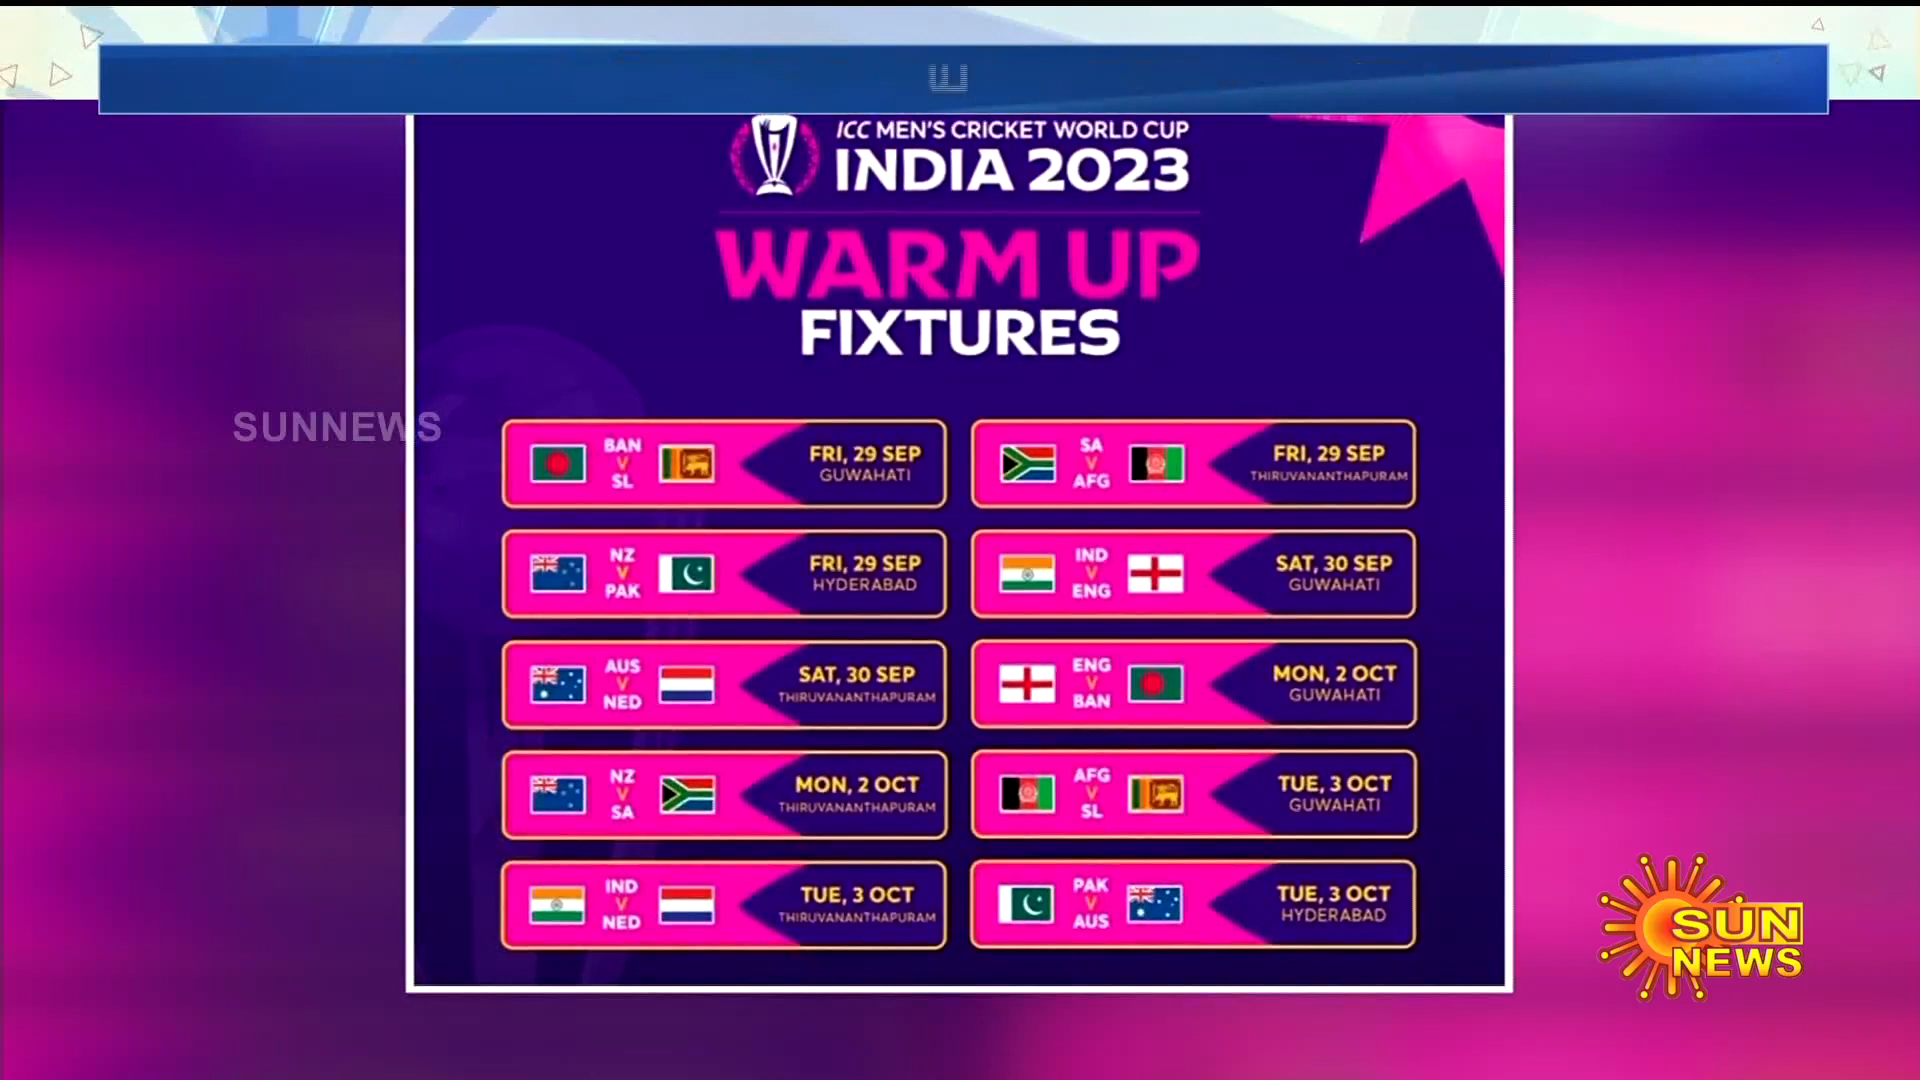 ICC MEN'S CRICKET WORLD CUP
INDIA 2023
WARM UP
FIXTURES
SUNNEWS
BAN
V
SL
FRI, 29 SEP
GUWAHATI
SA
V
AFG
FRI, 29 SEP
THIRUVANANTHAPURAM
NZ
V
PAK
FRI, 29 SEP
HYDERABAD
IND
V
ENG
SAT, 30 SEP
GUWAHATI
AUS
V
NED
SAT, 30 SEP
THIRUVANANTHAPURAM
ENG
V
BAN
MON, 2 OCT
GUWAHATI
NZ
V
SA
MON, 2 OCT
THIRUVANANTHAPURAM
AFG
V
SL
TUE, 3 OCT
GUWAHATI
IND
V
NED
TUE, 3 OCT
THIRUVANANTHAPURAM
PAK
V
AUS
TUE, 3 OCT
HYDERABAD
SUN
NEWS